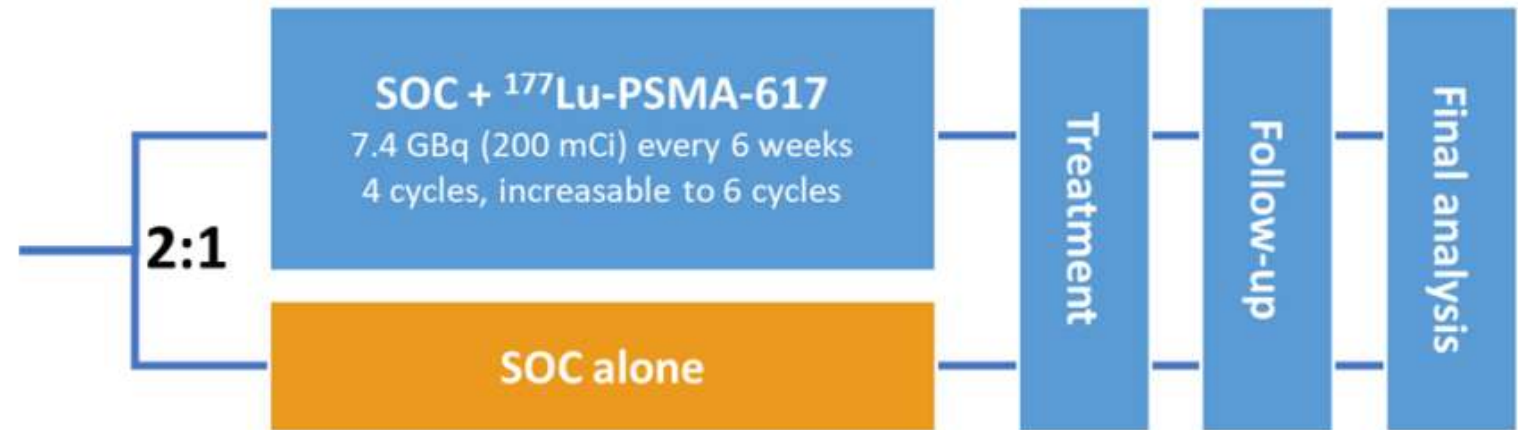 2:1
SOC + ¹⁷⁷Lu-PSMA-617
7.4 GBq (200 mCi) every 6 weeks
4 cycles, increasable to 6 cycles
SOC alone
Treatment
Follow-up
Final analysis